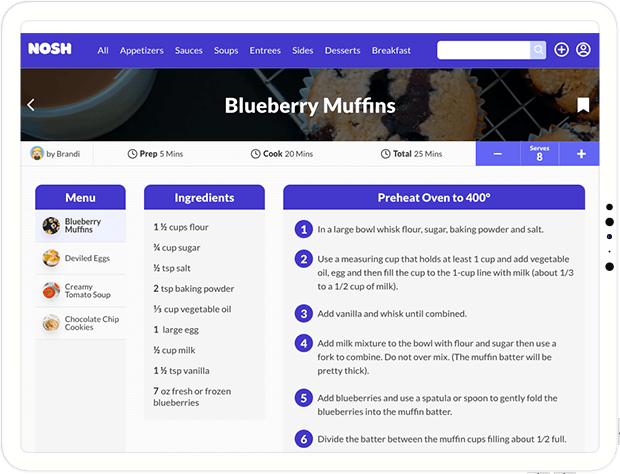 NOSH
All Appetizers Sauces Soups Entrees Sides Desserts Breakfast
Blueberry Muffins
by Brandi
Prep 5 Mins
Cook 20 Mins
Total 25 Mins
−
Serves
8
+
Menu
Blueberry
Muffins
Deviled Eggs
Creamy
Tomato Soup
Chocolate Chip
Cookies
Ingredients
1 ½ cups flour
¾ cup sugar
½ tsp salt
2 tsp baking powder
⅓ cup vegetable oil
1 large egg
½ cup milk
1 ½ tsp vanilla
7 oz fresh or frozen
blueberries
Preheat Oven to 400°
1 In a large bowl whisk flour, sugar, baking powder and salt.
2 Use a measuring cup that holds at least 1 cup and add vegetable
oil, egg and then fill the cup to the 1-cup line with milk (about 1/3
to a 1/2 cup of milk).
3 Add vanilla and whisk until combined.
4 Add milk mixture to the bowl with flour and sugar then use a
fork to combine. Do not over mix. (The muffin batter will be
pretty thick).
5 Add blueberries and use a spatula or spoon to gently fold the
blueberries into the muffin batter.
6 Divide the batter between the muffin cups filling about 1/2 full.